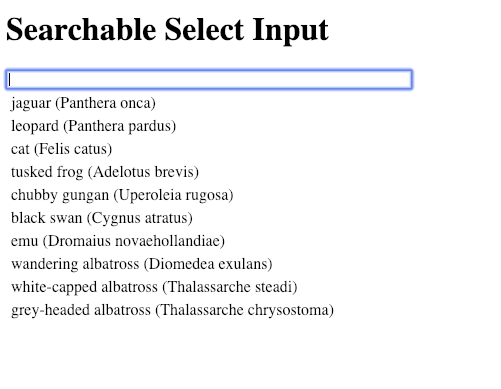 Searchable Select Input
jaguar (Panthera onca)
leopard (Panthera pardus)
cat (Felis catus)
tusked frog (Adelotus brevis)
chubby gungan (Uperoleia rugosa)
black swan (Cygnus atratus)
emu (Dromaius novaehollandiae)
wandering albatross (Diomedea exulans)
white-capped albatross (Thalassarche steadi)
grey-headed albatross (Thalassarche chrysostoma)